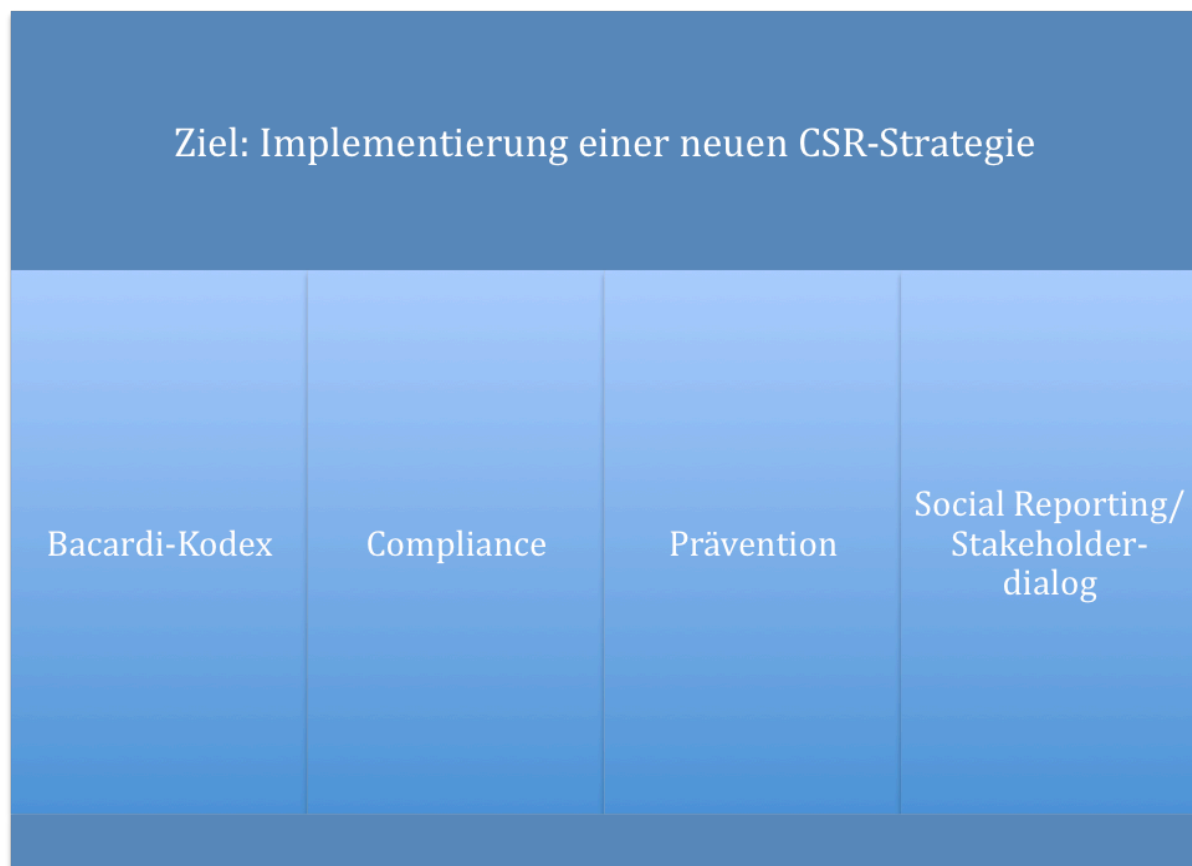 Ziel: Implementierung einer neuen CSR-Strategie
Bacardi-Kodex
Compliance
Prävention
Social Reporting/
Stakeholder-
dialog